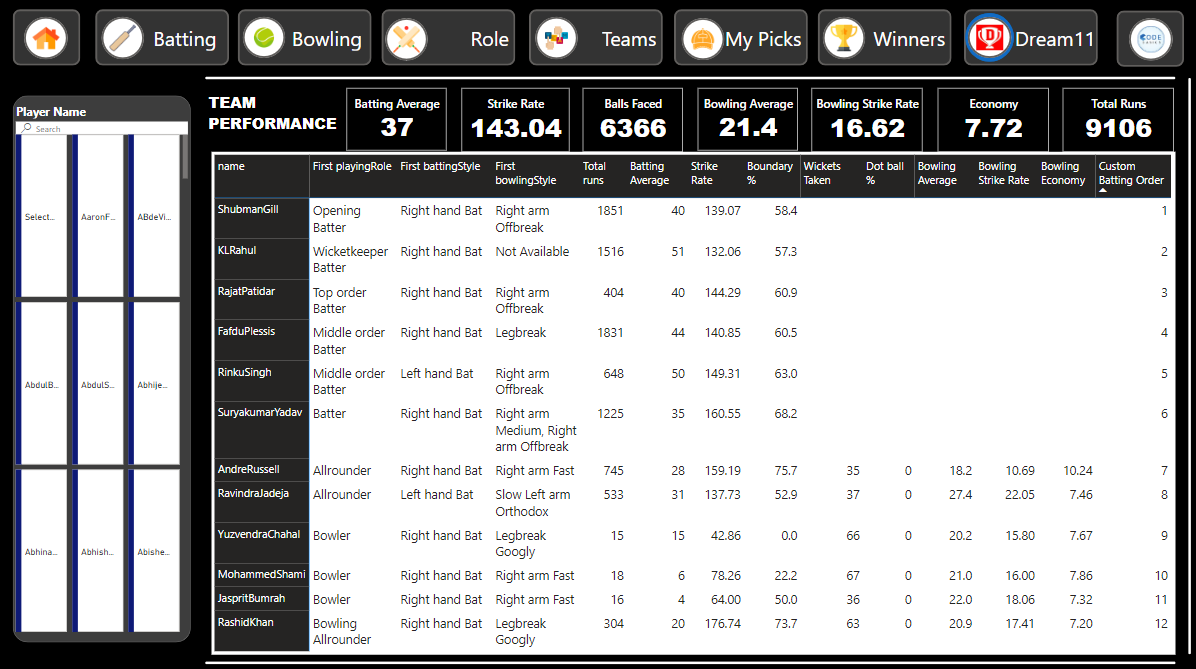 Batting Bowling Role Teams My Picks Winners Dream11 CODE
Player Name
Search
Select... AaronF... ABdeVi...
AbdulB... AbdulS... Abhije...
Abhina... Abhish... Abishe...
TEAM
PERFORMANCE
Batting Average
37
Strike Rate
143.04
Balls Faced
6366
Bowling Average
21.4
Bowling Strike Rate
16.62
Economy
7.72
Total Runs
9106
name First playingRole First battingStyle First Total Batting Strike Boundary Wickets Dot ball Bowling Bowling Bowling Custom
bowlingStyle runs Average Rate % Taken % Average Strike Rate Economy Batting Order
ShubmanGill Opening Right hand Bat Right arm 1851 40 139.07 58.4 1
Batter Offbreak
KLRahul Wicketkeeper Right hand Bat Not Available 1516 51 132.06 57.3 2
Batter
RajatPatidar Top order Right hand Bat Right arm 404 40 144.29 60.9 3
Batter Offbreak
FafduPlessis Middle order Right hand Bat Legbreak 1831 44 140.85 60.5 4
Batter
RinkuSingh Middle order Left hand Bat Right arm 648 50 149.31 63.0 5
Batter Offbreak
SuryakumarYadav Batter Right hand Bat Right arm 1225 35 160.55 68.2 6
Medium, Right
arm Offbreak
AndreRussell Allrounder Right hand Bat Right arm Fast 745 28 159.19 75.7 35 0 18.2 10.69 10.24 7
RavindraJadeja Allrounder Left hand Bat Slow Left arm 533 31 137.73 52.9 37 0 27.4 22.05 7.46 8
Orthodox
YuzvendraChahal Bowler Right hand Bat Legbreak 15 15 42.86 0.0 66 0 20.2 15.80 7.67 9
Googly
MohammedShami Bowler Right hand Bat Right arm Fast 18 6 78.26 22.2 67 0 21.0 16.00 7.86 10
JaspritBumrah Bowler Right hand Bat Right arm Fast 16 4 64.00 50.0 36 0 22.0 18.06 7.32 11
RashidKhan Bowling Right hand Bat Legbreak 304 20 176.74 73.7 63 0 20.9 17.41 7.20 12
Allrounder Googly